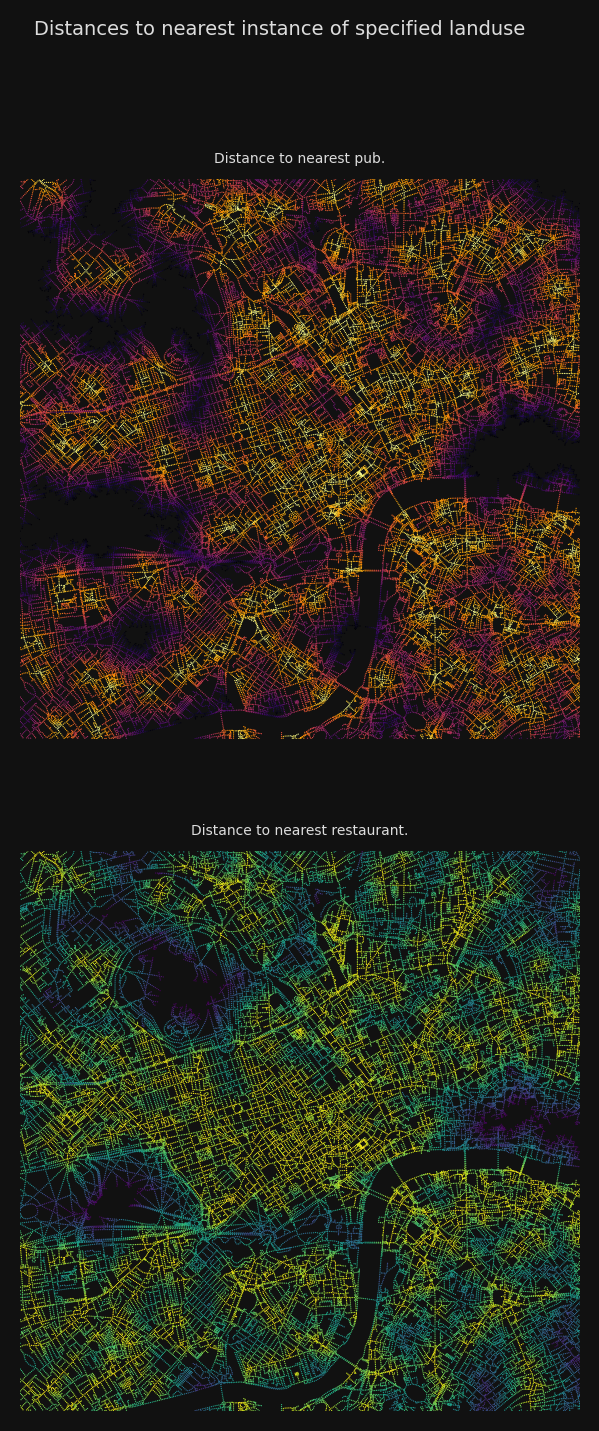 Distances to nearest instance of specified landuse
Distance to nearest pub.
Distance to nearest restaurant.